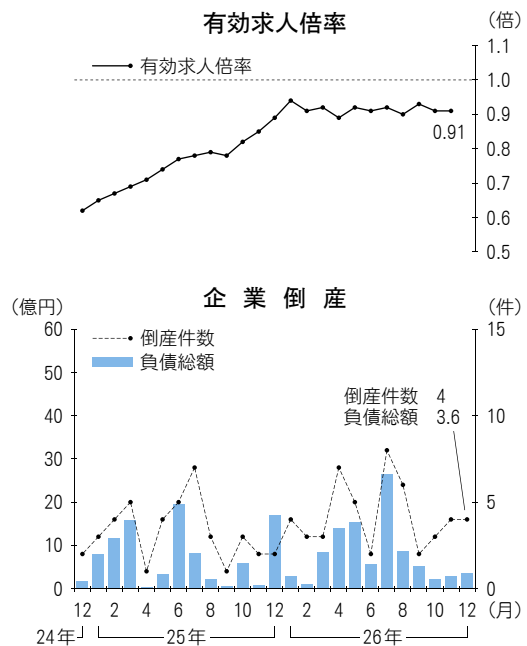 有効求人倍率
(倍)
有効求人倍率
1.1
1.0
0.9
0.91
0.8
0.7
0.6
0.5
企業倒産
(億円)
(件)
倒産件数
負債総額
倒産件数 4
負債総額 3.6
60
50
40
30
20
10
0
15
10
5
0
12 2 4 6 8 10 12 2 4 6 8 10 12 (月)
24年 25年 26年